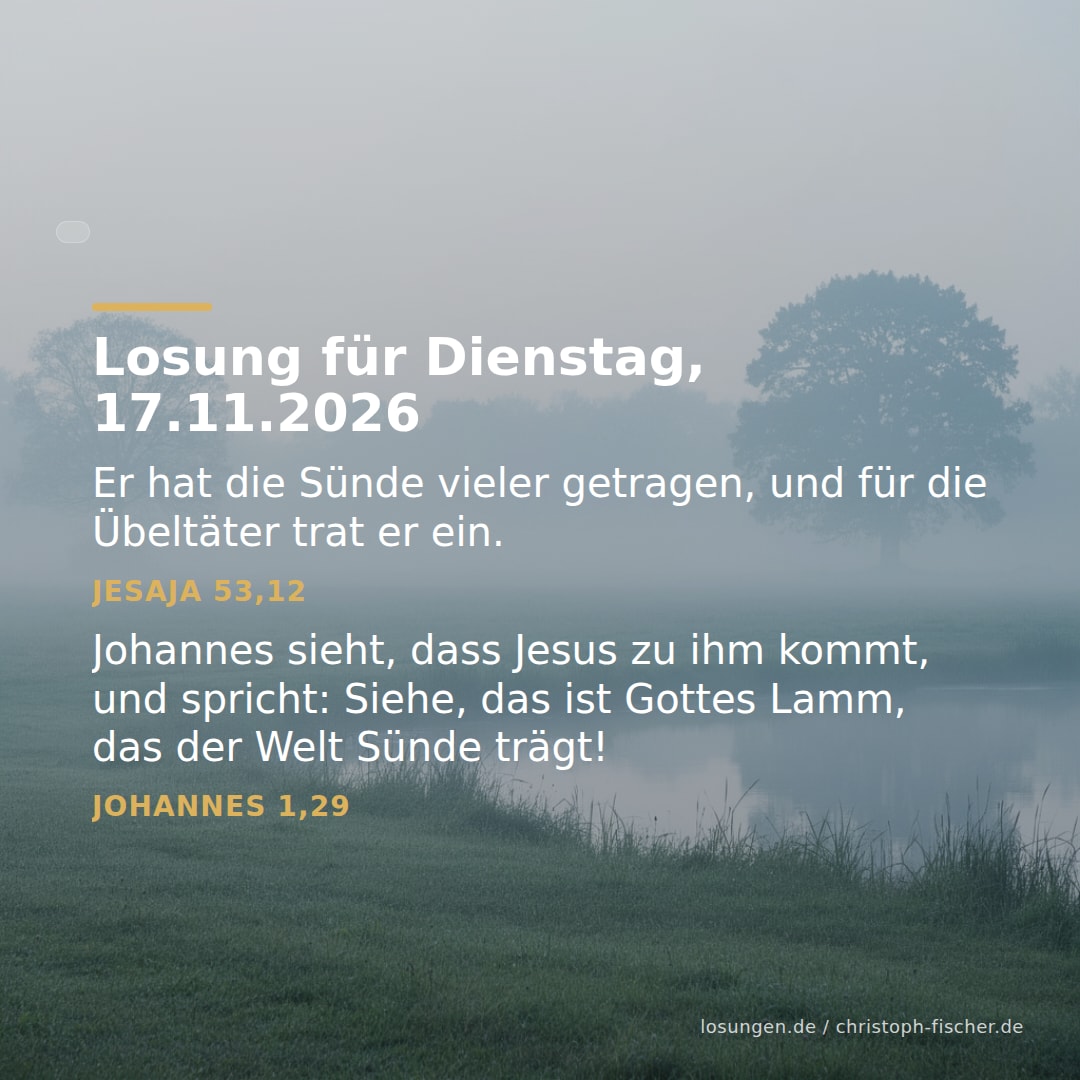 Losung für Dienstag,
17.11.2026
Er hat die Sünde vieler getragen, und für die
Übeltäter trat er ein.
JESAJA 53,12
Johannes sieht, dass Jesus zu ihm kommt,
und spricht: Siehe, das ist Gottes Lamm,
das der Welt Sünde trägt!
JOHANNES 1,29
losungen.de / christoph-fischer.de